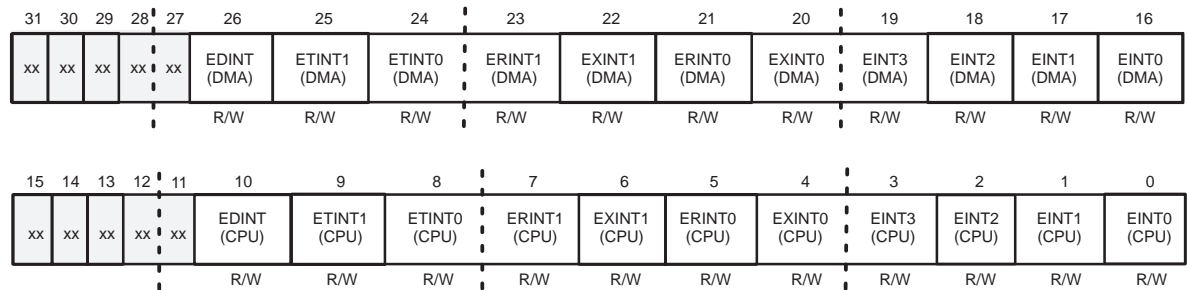 31 30 29 28 27 26 25 24 23 22 21 20 19 18 17 16
xx xx xx xx xx EDINT (DMA) ETINT1 (DMA) ETINT0 (DMA) ERINT1 (DMA) EXINT1 (DMA) ERINT0 (DMA) EXINT0 (DMA) EINT3 (DMA) EINT2 (DMA) EINT1 (DMA) EINT0 (DMA)
R/W R/W R/W R/W R/W R/W R/W R/W R/W R/W R/W
15 14 13 12 11 10 9 8 7 6 5 4 3 2 1 0
xx xx xx xx xx EDINT (CPU) ETINT1 (CPU) ETINT0 (CPU) ERINT1 (CPU) EXINT1 (CPU) ERINT0 (CPU) EXINT0 (CPU) EINT3 (CPU) EINT2 (CPU) EINT1 (CPU) EINT0 (CPU)
R/W R/W R/W R/W R/W R/W R/W R/W R/W R/W R/W